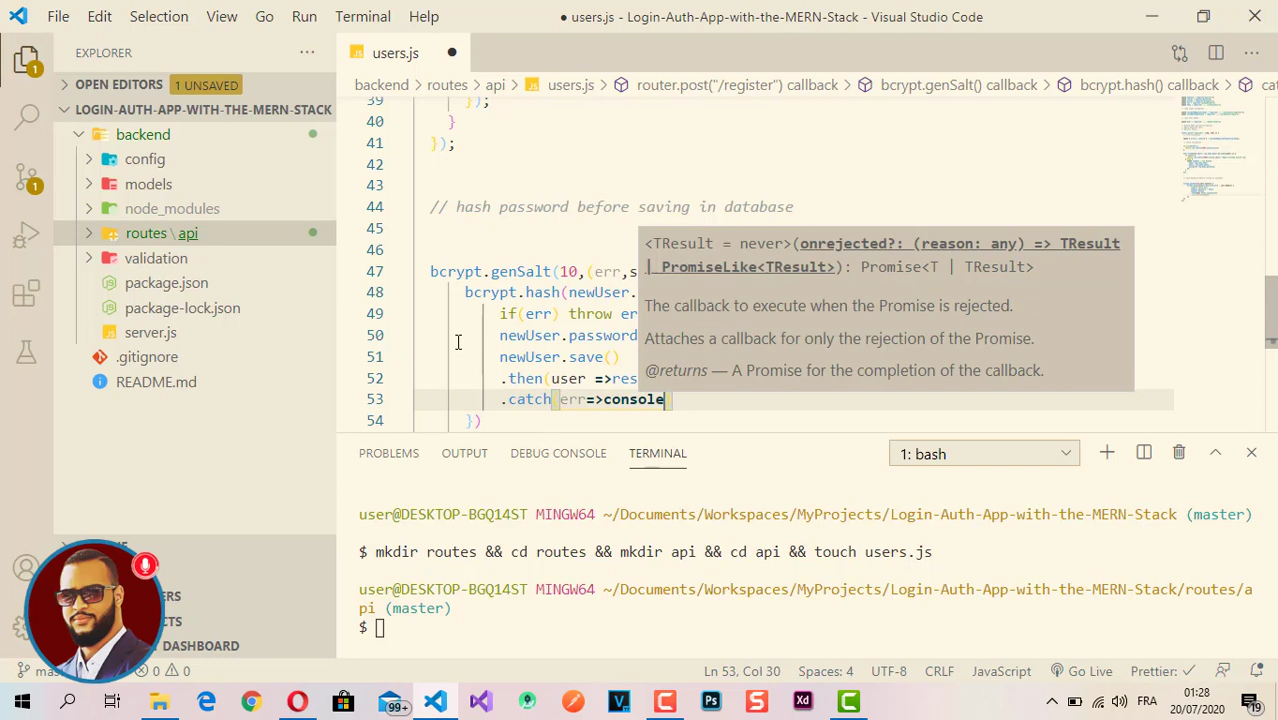 File Edit Selection View Go Run Terminal Help
● users.js - Login-Auth-App-with-the-MERN-Stack - Visual Studio Code
EXPLORER
OPEN EDITORS 1 UNSAVED
LOGIN-AUTH-APP-WITH-THE-MERN-STACK
backend
config
models
node_modules
routes \ api
validation
package.json
package-lock.json
server.js
.gitignore
README.md
1
1
users.js
backend > routes > api > users.js > router.post("/register") callback > bcrypt.genSalt() callback > bcrypt.hash() callback >
39 });
40 }
41 });
42
43
44 // hash password before saving in database
45
46
47 bcrypt.genSalt(10,(err,s
48 bcrypt.hash(newUser.
49 if(err) throw er
50 newUser.password
51 newUser.save()
52 .then(user =>res
53 .catch(err=>console)
54 })
<TResult = never>(onrejected?: (reason: any) => TResult
| PromiseLike<TResult>): Promise<T | TResult>
The callback to execute when the Promise is rejected.
Attaches a callback for only the rejection of the Promise.
@returns — A Promise for the completion of the callback.
PROBLEMS OUTPUT DEBUG CONSOLE TERMINAL
1: bash
user@DESKTOP-BGQ14ST MINGW64 ~/Documents/Workspaces/MyProjects/Login-Auth-App-with-the-MERN-Stack (master)
$ mkdir routes && cd routes && mkdir api && cd api && touch users.js
user@DESKTOP-BGQ14ST MINGW64 ~/Documents/Workspaces/MyProjects/Login-Auth-App-with-the-MERN-Stack/routes/a
pi (master)
$
DASHBOARD
0 0
Ln 53, Col 30 Spaces: 4 UTF-8 CRLF JavaScript Go Live Prettier: ✓
99+
Ps
Xd
FRA
01:23
20/07/2020
19